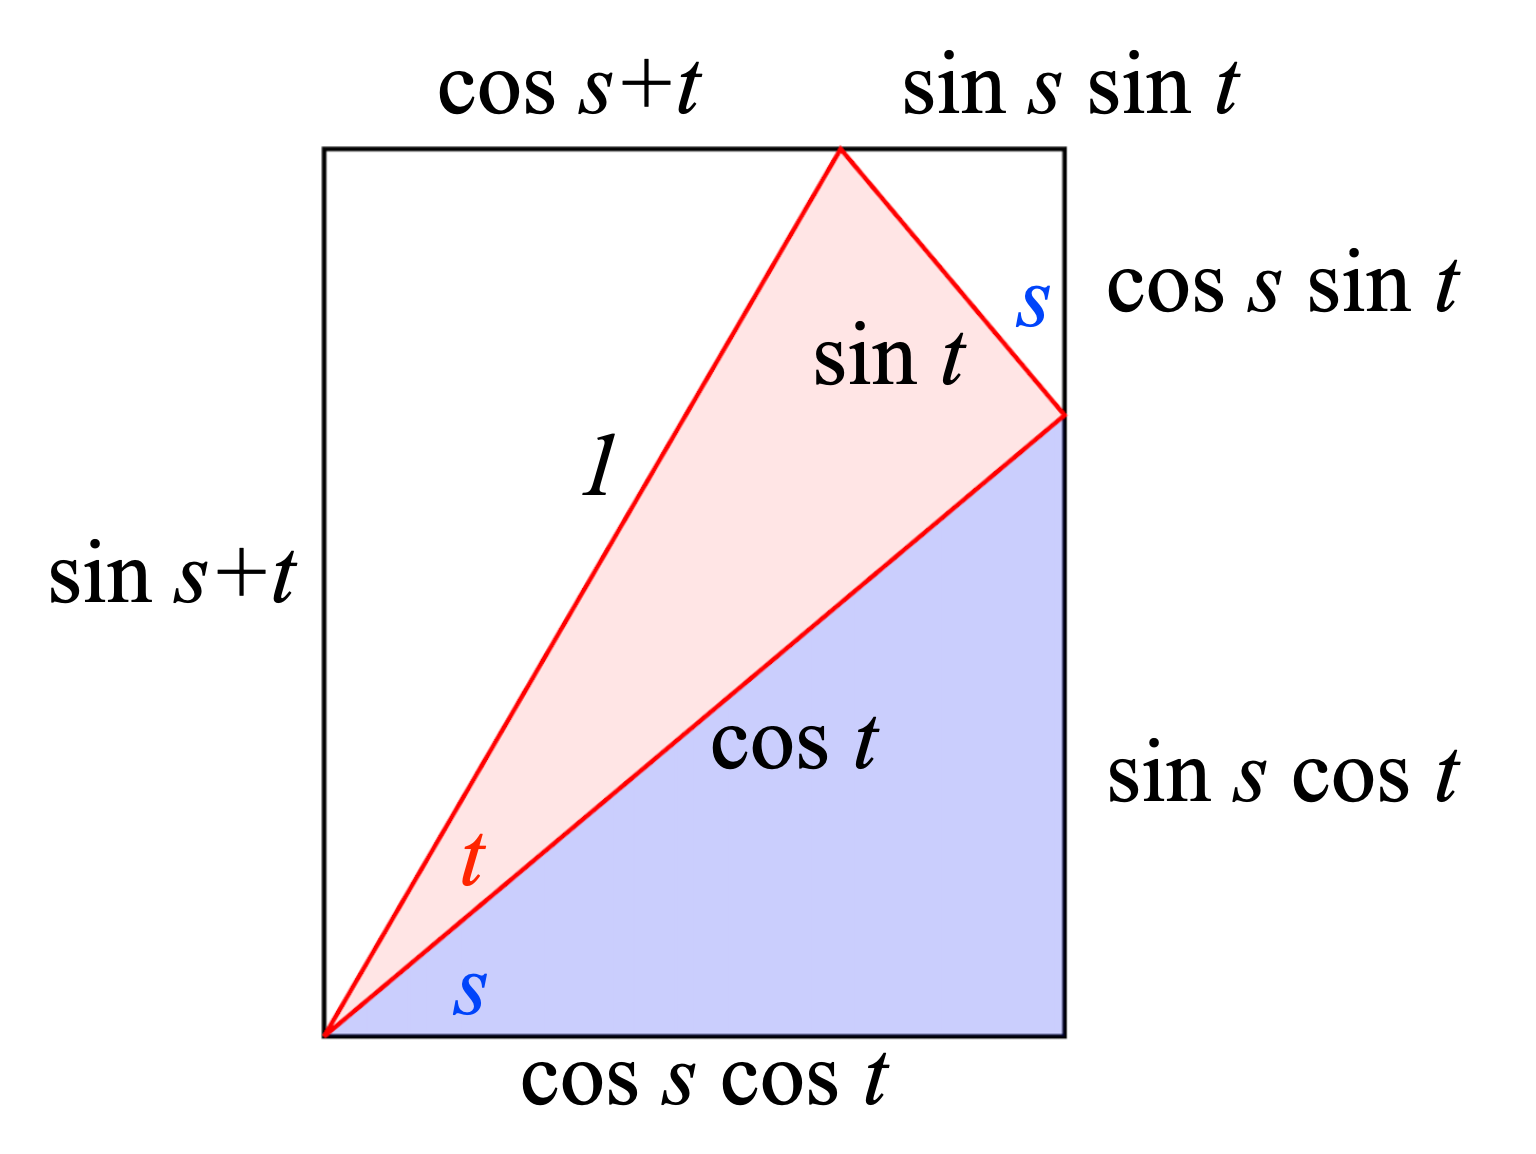 cos s+t
sin s sin t
s
cos s sin t
sin t
1
sin s+t
cos t
sin s cos t
t
s
cos s cos t